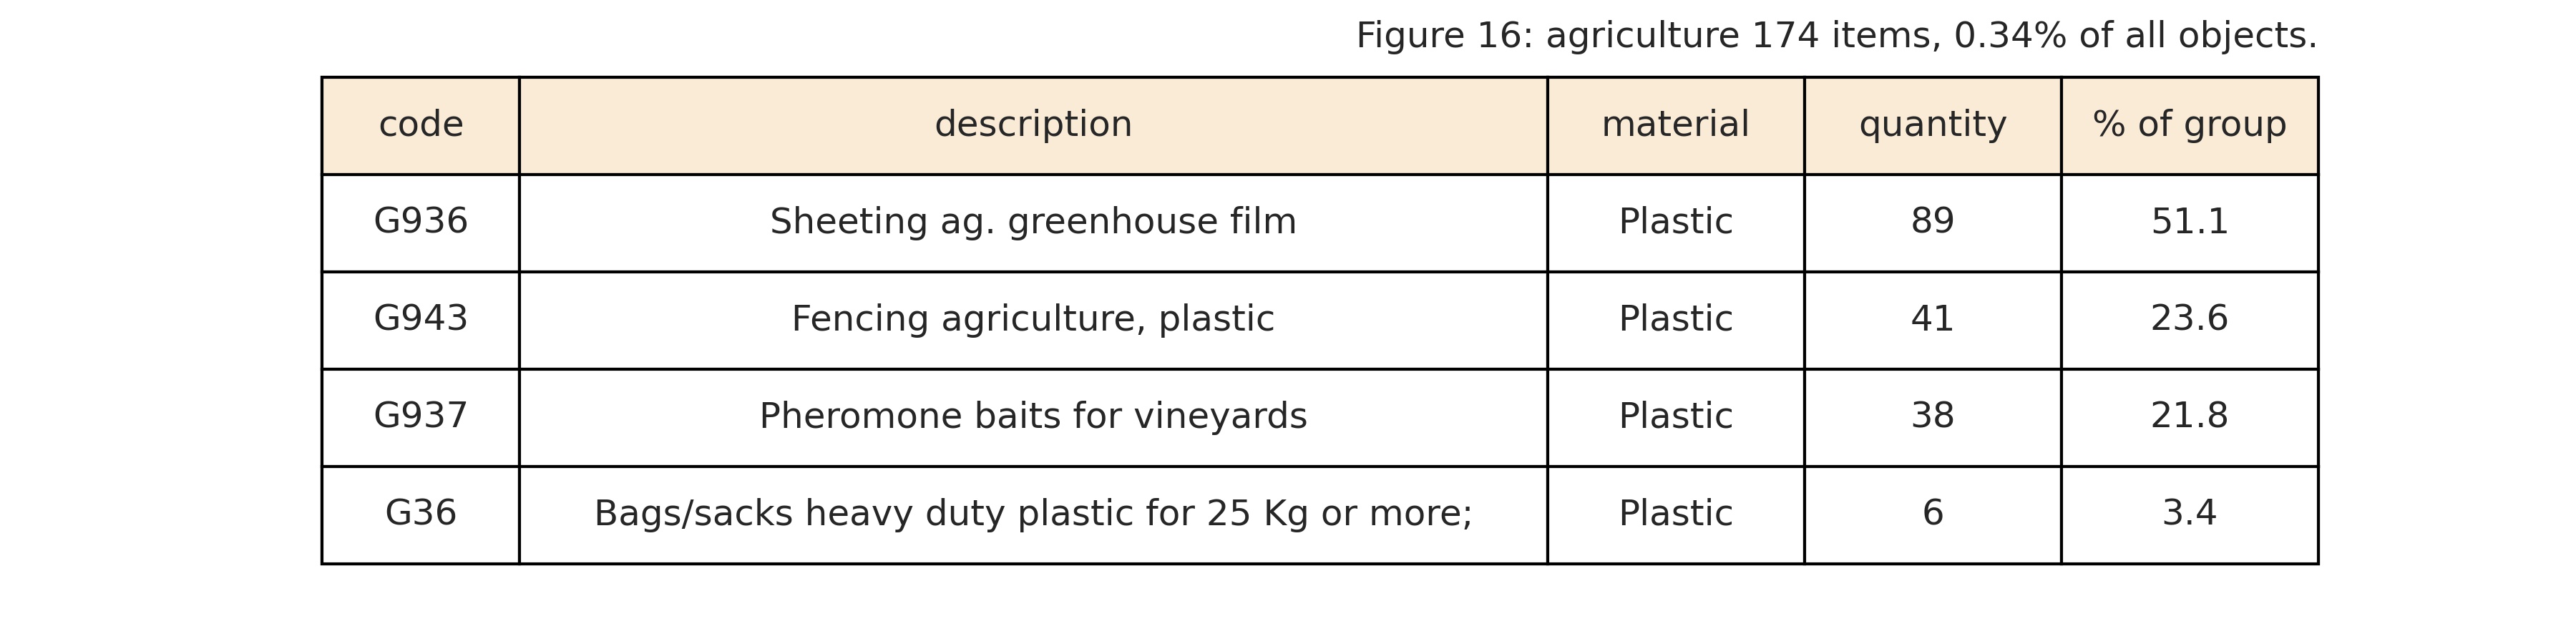 Figure 16: agriculture 174 items, 0.34% of all objects.
code description material quantity % of group
G936 Sheeting ag. greenhouse film Plastic 89 51.1
G943 Fencing agriculture, plastic Plastic 41 23.6
G937 Pheromone baits for vineyards Plastic 38 21.8
G36 Bags/sacks heavy duty plastic for 25 Kg or more; Plastic 6 3.4